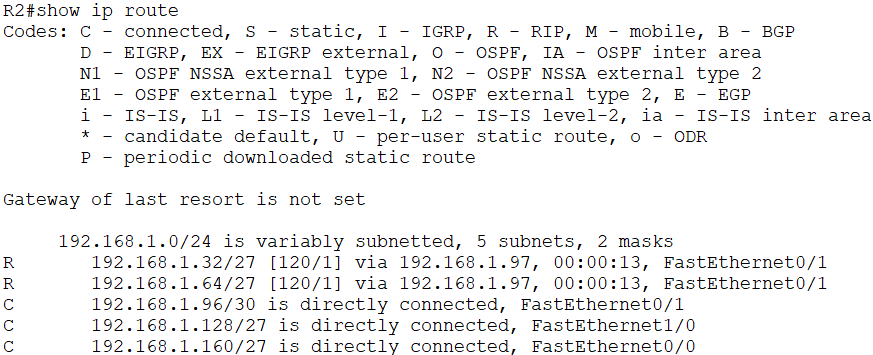 R2#show ip route
Codes: C - connected, S - static, I - IGRP, R - RIP, M - mobile, B - BGP
D - EIGRP, EX - EIGRP external, O - OSPF, IA - OSPF inter area
N1 - OSPF NSSA external type 1, N2 - OSPF NSSA external type 2
E1 - OSPF external type 1, E2 - OSPF external type 2, E - EGP
i - IS-IS, L1 - IS-IS level-1, L2 - IS-IS level-2, ia - IS-IS inter area
* - candidate default, U - per-user static route, o - ODR
P - periodic downloaded static route
Gateway of last resort is not set
192.168.1.0/24 is variably subnetted, 5 subnets, 2 masks
R 192.168.1.32/27 [120/1] via 192.168.1.97, 00:00:13, FastEthernet0/1
R 192.168.1.64/27 [120/1] via 192.168.1.97, 00:00:13, FastEthernet0/1
C 192.168.1.96/30 is directly connected, FastEthernet0/1
C 192.168.1.128/27 is directly connected, FastEthernet1/0
C 192.168.1.160/27 is directly connected, FastEthernet0/0